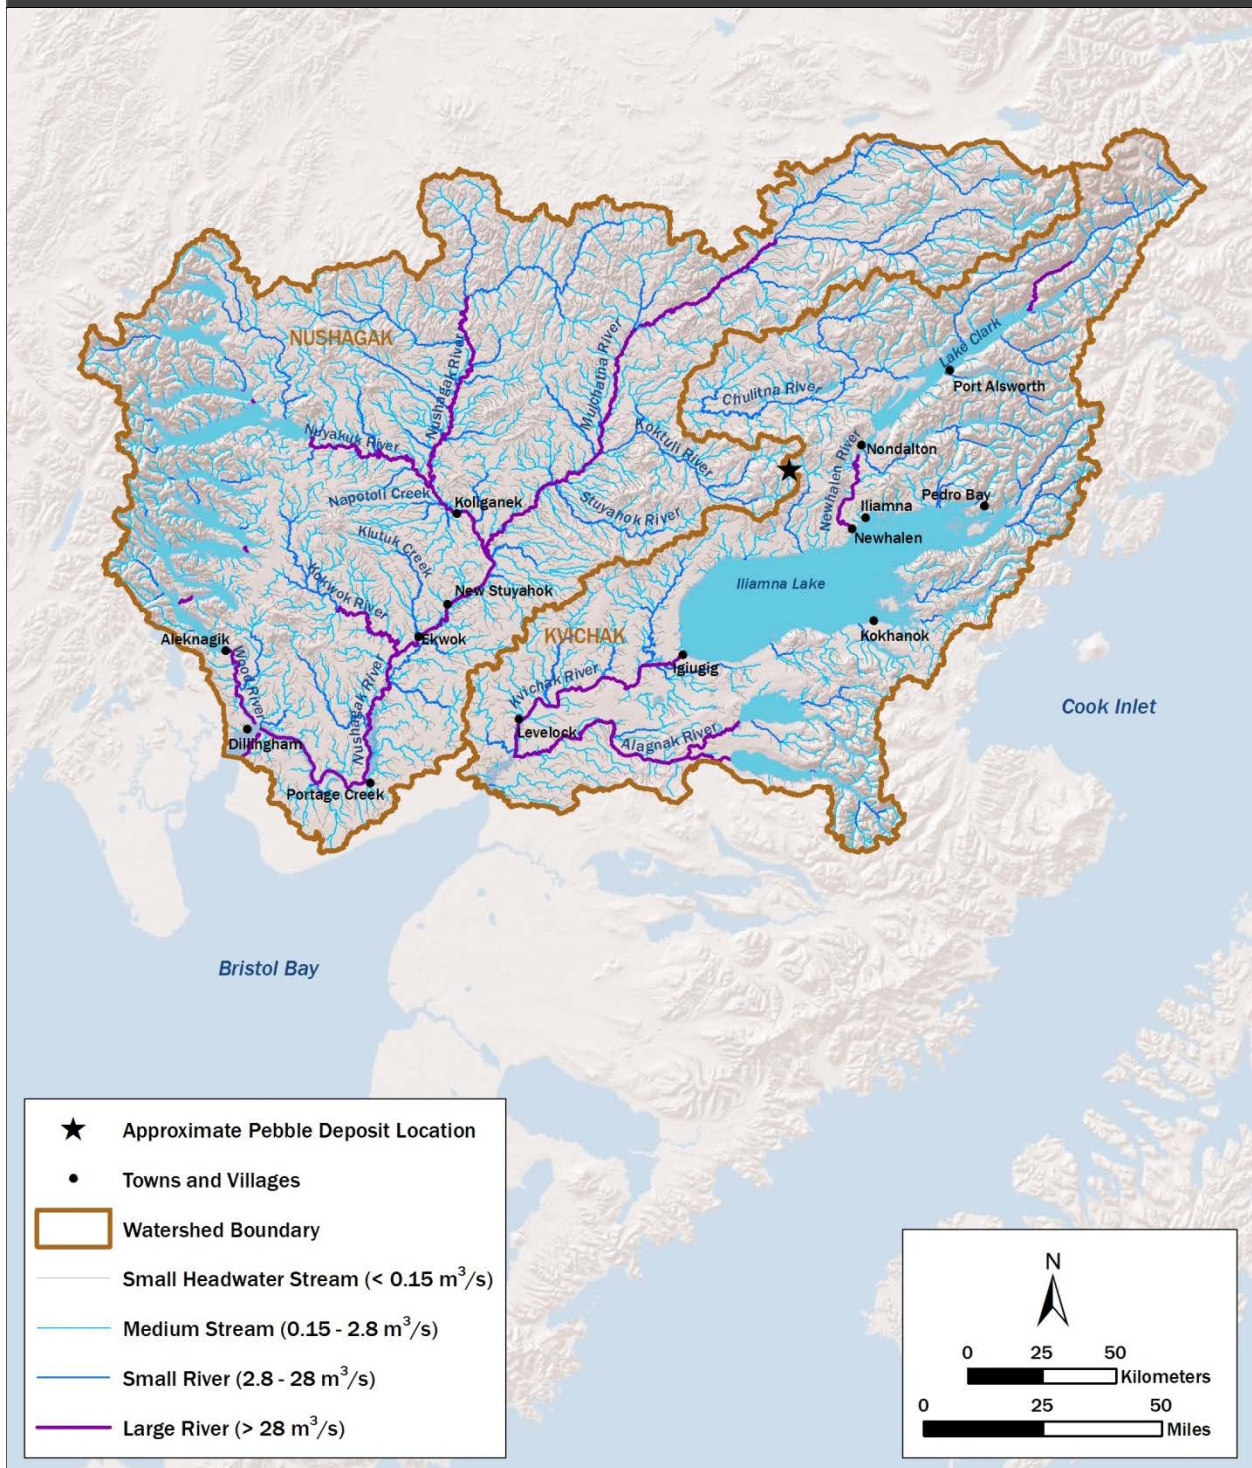 NUSHAGAK
Nushagak River
Mulchatna River
Lake Clark
Port Alsworth
Chulitna River
Nuyakuk River
Koktuli River
Nondalton
Newhalen River
Napotoli Creek
Koliganek
Stuyahok River
Iliamna
Pedro Bay
Newhalen
Klutuk Creek
Kokwok River
New Stuyahok
Iliamna Lake
Aleknagik
Ekwok
KVICHAK
Kokhanok
Igiugig
Wood River
Nushagak River
Kvichak River
Levelock
Alagnak River
Cook Inlet
Dillingham
Portage Creek
Bristol Bay
Approximate Pebble Deposit Location
Towns and Villages
Watershed Boundary
Small Headwater Stream (< 0.15 m³/s)
Medium Stream (0.15 - 2.8 m³/s)
Small River (2.8 - 28 m³/s)
Large River (> 28 m³/s)
N
0 25 50
Kilometers
0 25 50
Miles